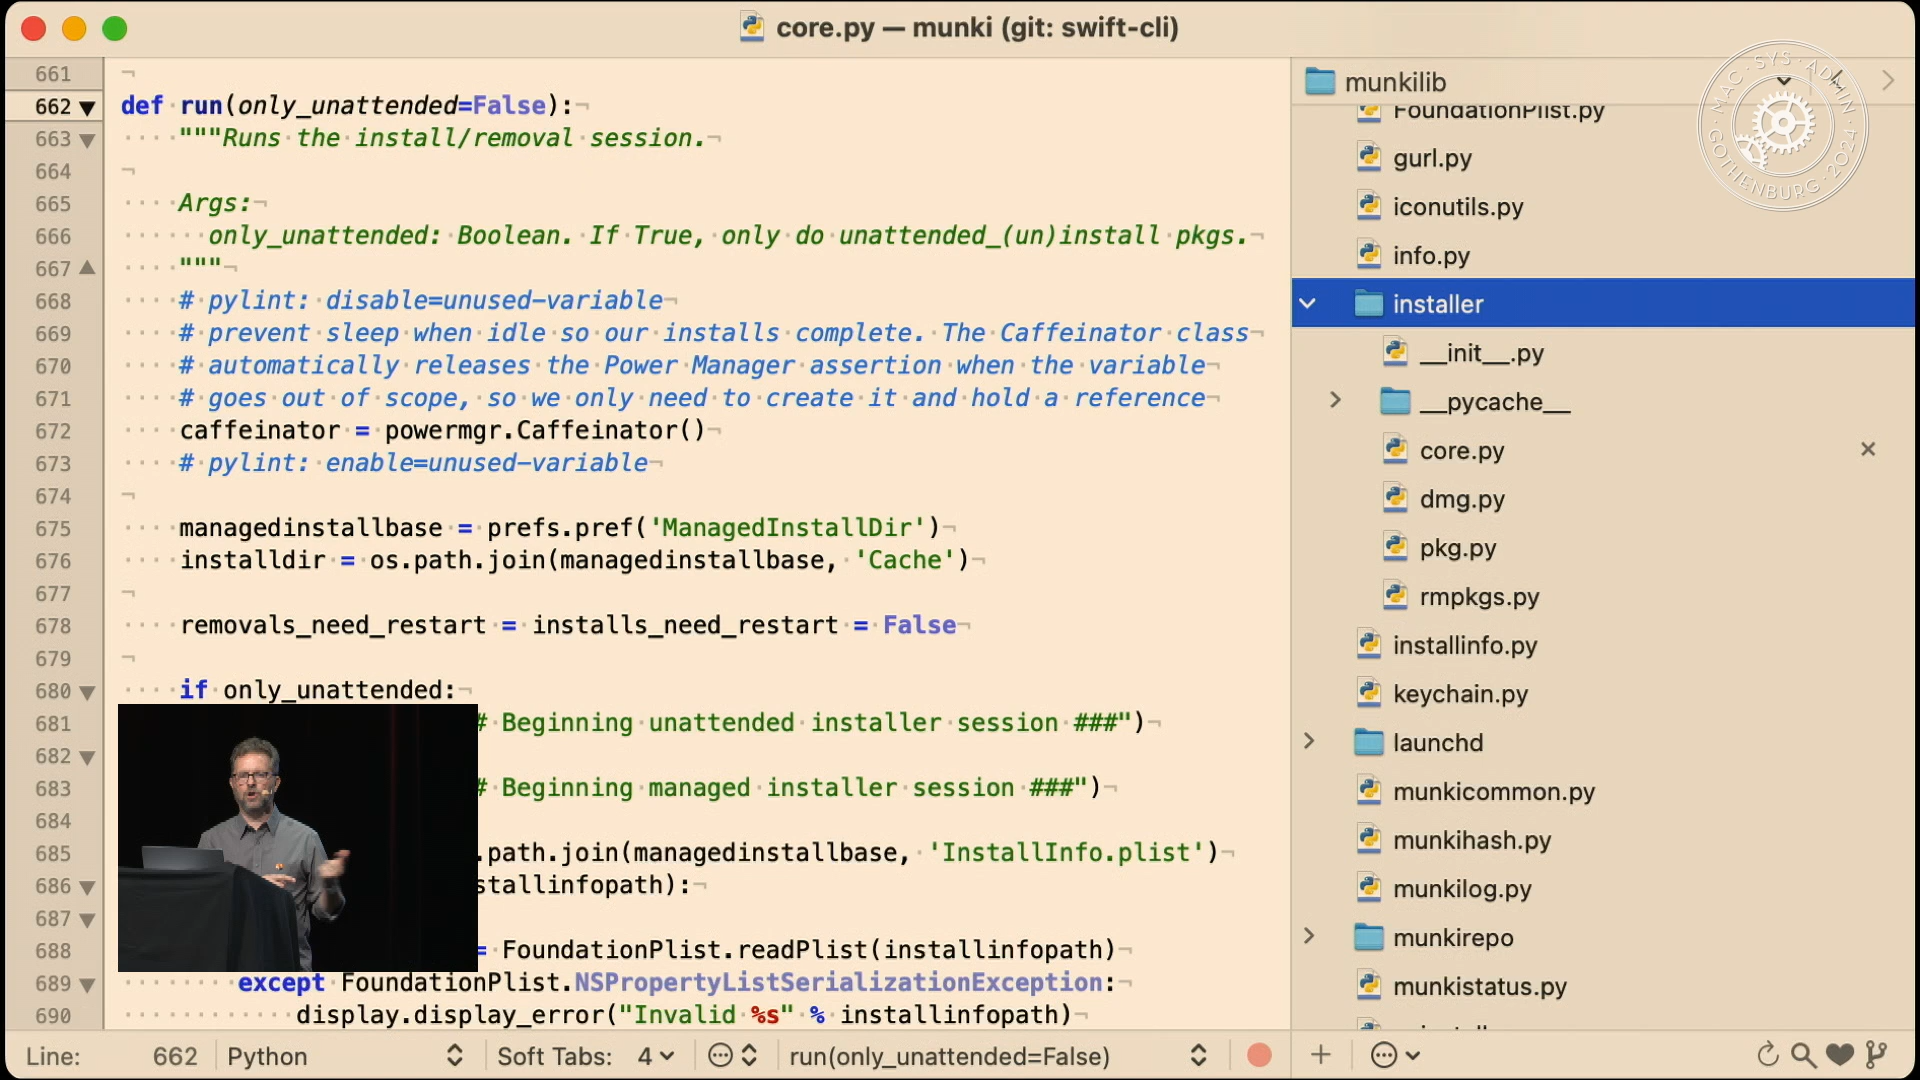 core.py — munki (git: swift-cli)
661
662 def run(only_unattended=False):
663 """Runs the install/removal session.
664
665 Args:
666 only_unattended: Boolean. If True, only do unattended_(un)install pkgs.
667 """
668 # pylint: disable=unused-variable
669 # prevent sleep when idle so our installs complete. The Caffeinator class
670 # automatically releases the Power Manager assertion when the variable
671 # goes out of scope, so we only need to create it and hold a reference
672 caffeinator = powermgr.Caffeinator()
673 # pylint: enable=unused-variable
674
675 managedinstallbase = prefs.pref('ManagedInstallDir')
676 installdir = os.path.join(managedinstallbase, 'Cache')
677
678 removals_need_restart = installs_need_restart = False
679
680 if only_unattended:
681 # Beginning unattended installer session ###")
682
683 # Beginning managed installer session ###")
684
685 .path.join(managedinstallbase, 'InstallInfo.plist')
686 stallinfopath):
687
688 = FoundationPlist.readPlist(installinfopath)
689 except FoundationPlist.NSPropertyListSerializationException:
690 display.display_error("Invalid %s" % installinfopath)
munkilib
FoundationPlist.py
gurl.py
iconutils.py
info.py
installer
__init__.py
__pycache__
core.py
dmg.py
pkg.py
rmpkgs.py
installinfo.py
keychain.py
launchd
munkicommon.py
munkihash.py
munkilog.py
munkirepo
munkistatus.py
MAC · SYS · ADMIN · GOTHENBURG · 2024
Line: 662 Python Soft Tabs: 4 run(only_unattended=False)